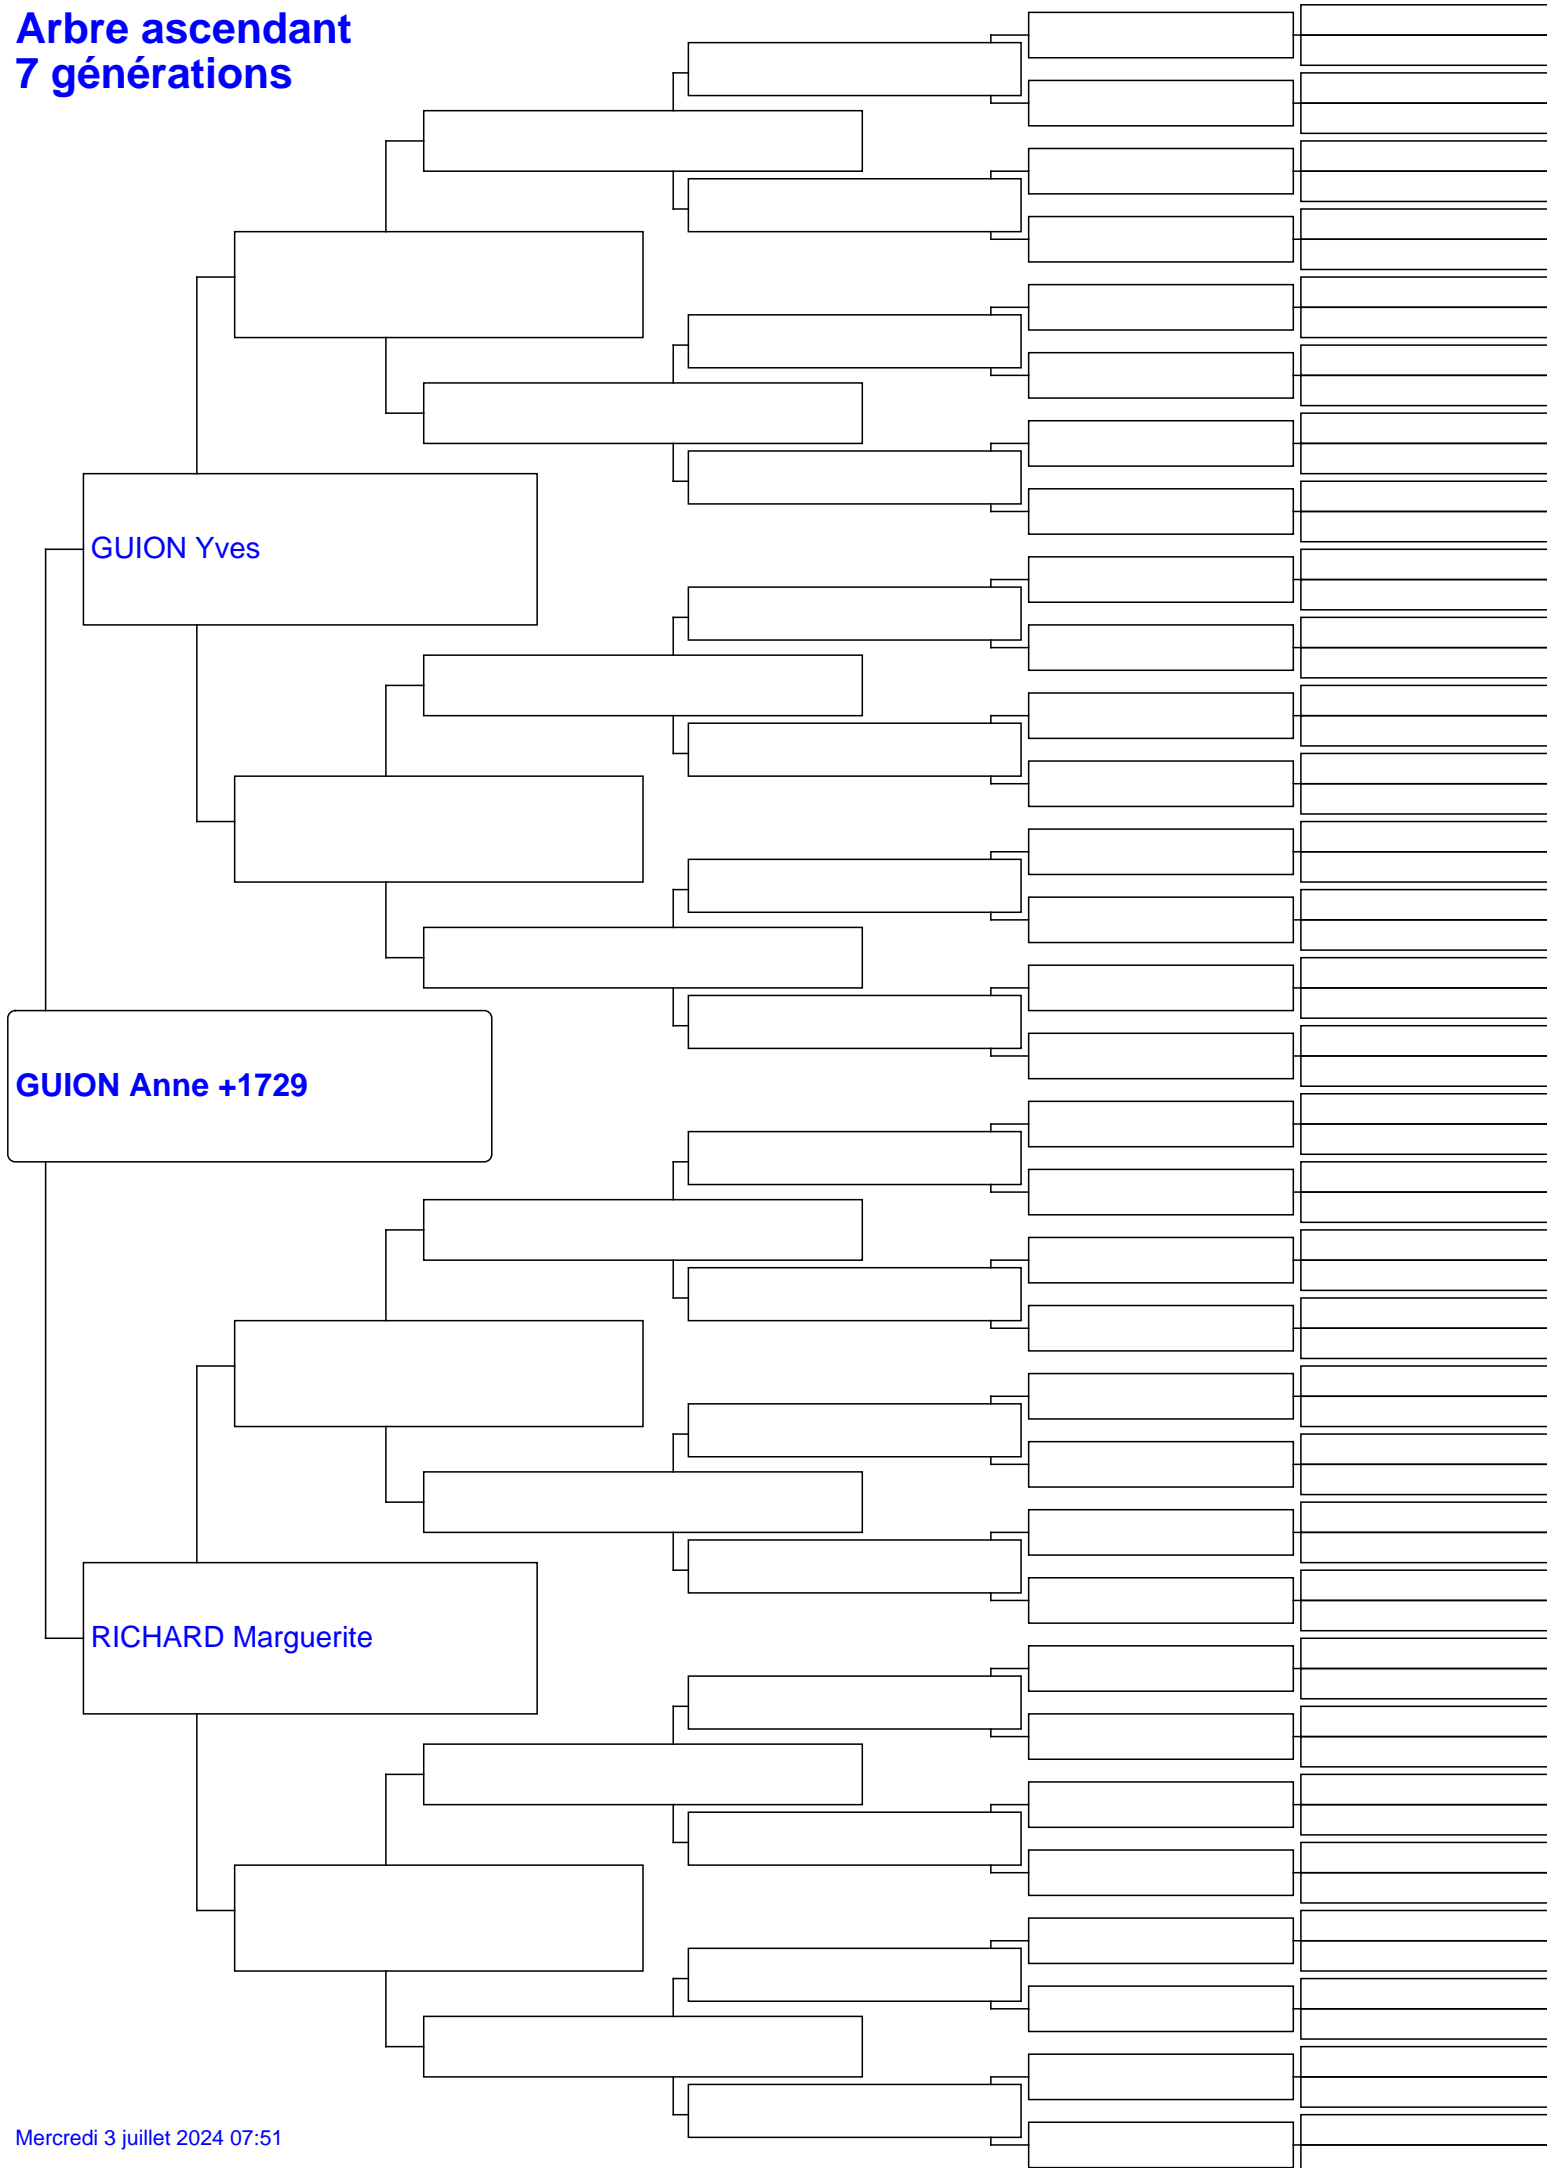 Arbre ascendant
7 générations
GUION Yves
GUION Anne +1729
RICHARD Marguerite
Mercredi 3 juillet 2024 07:51